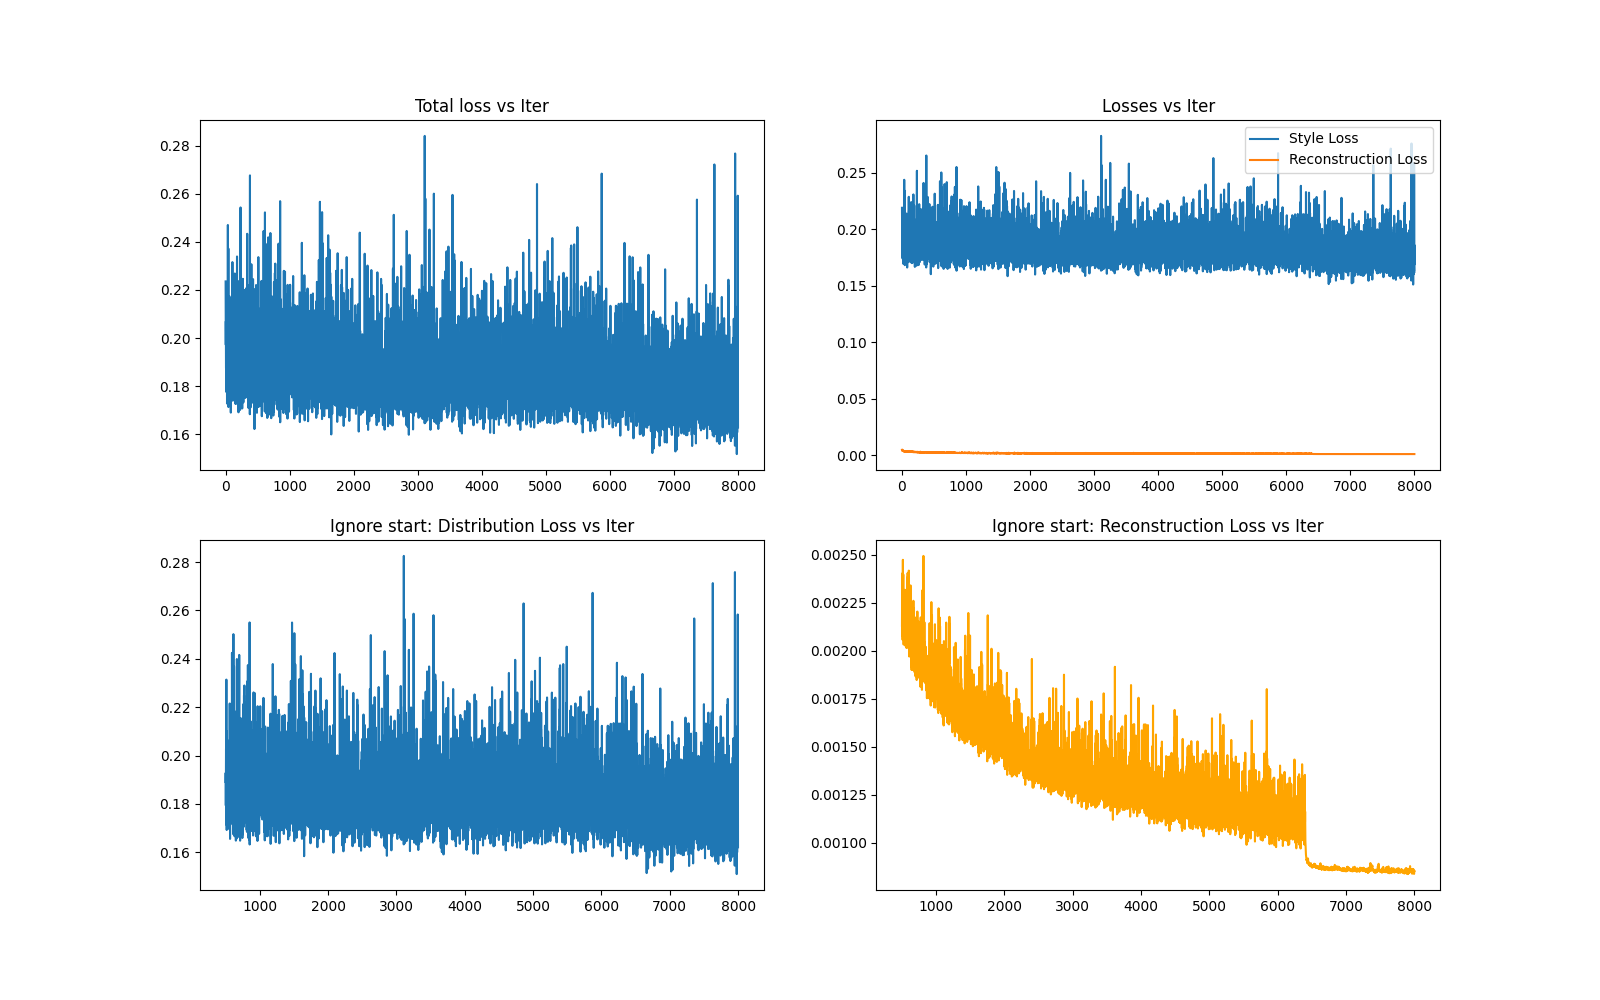 Total loss vs Iter
0.28
0.26
0.24
0.22
0.20
0.18
0.16
0 1000 2000 3000 4000 5000 6000 7000 8000
Losses vs Iter
Style Loss
Reconstruction Loss
0.25
0.20
0.15
0.10
0.05
0.00
0 1000 2000 3000 4000 5000 6000 7000 8000
Ignore start: Distribution Loss vs Iter
0.28
0.26
0.24
0.22
0.20
0.18
0.16
1000 2000 3000 4000 5000 6000 7000 8000
Ignore start: Reconstruction Loss vs Iter
0.00250
0.00225
0.00200
0.00175
0.00150
0.00125
0.00100
1000 2000 3000 4000 5000 6000 7000 8000